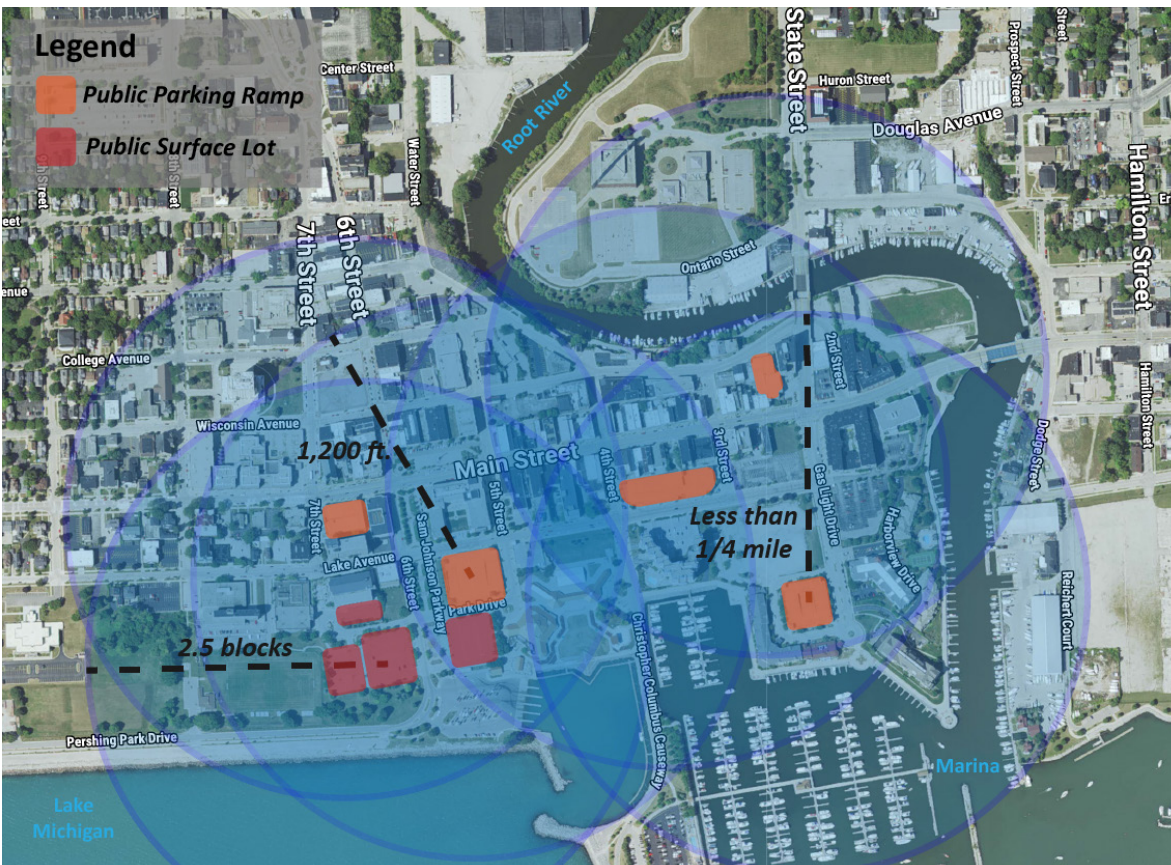 Legend
Public Parking Ramp
Public Surface Lot
Center Street
Water Street
Root River
State Street
Huron Street
Prospect Street
Street
Douglas Avenue
Hamilton Street
6th Street
7th Street
Ontario Street
College Avenue
Wisconsin Avenue
1,200 ft.
Main Street
2nd Street
3rd Street
4th Street
5th Street
7th Street
Hamilton Street
Dodge Street
Gas Light Drive
Harborview Drive
Less than
1/4 mile
Lake Avenue
6th Street
Sam Johnson Parkway
Park Drive
Reichert Court
2.5 blocks
Christopher Columbus Causeway
Pershing Park Drive
Marina
Lake
Michigan